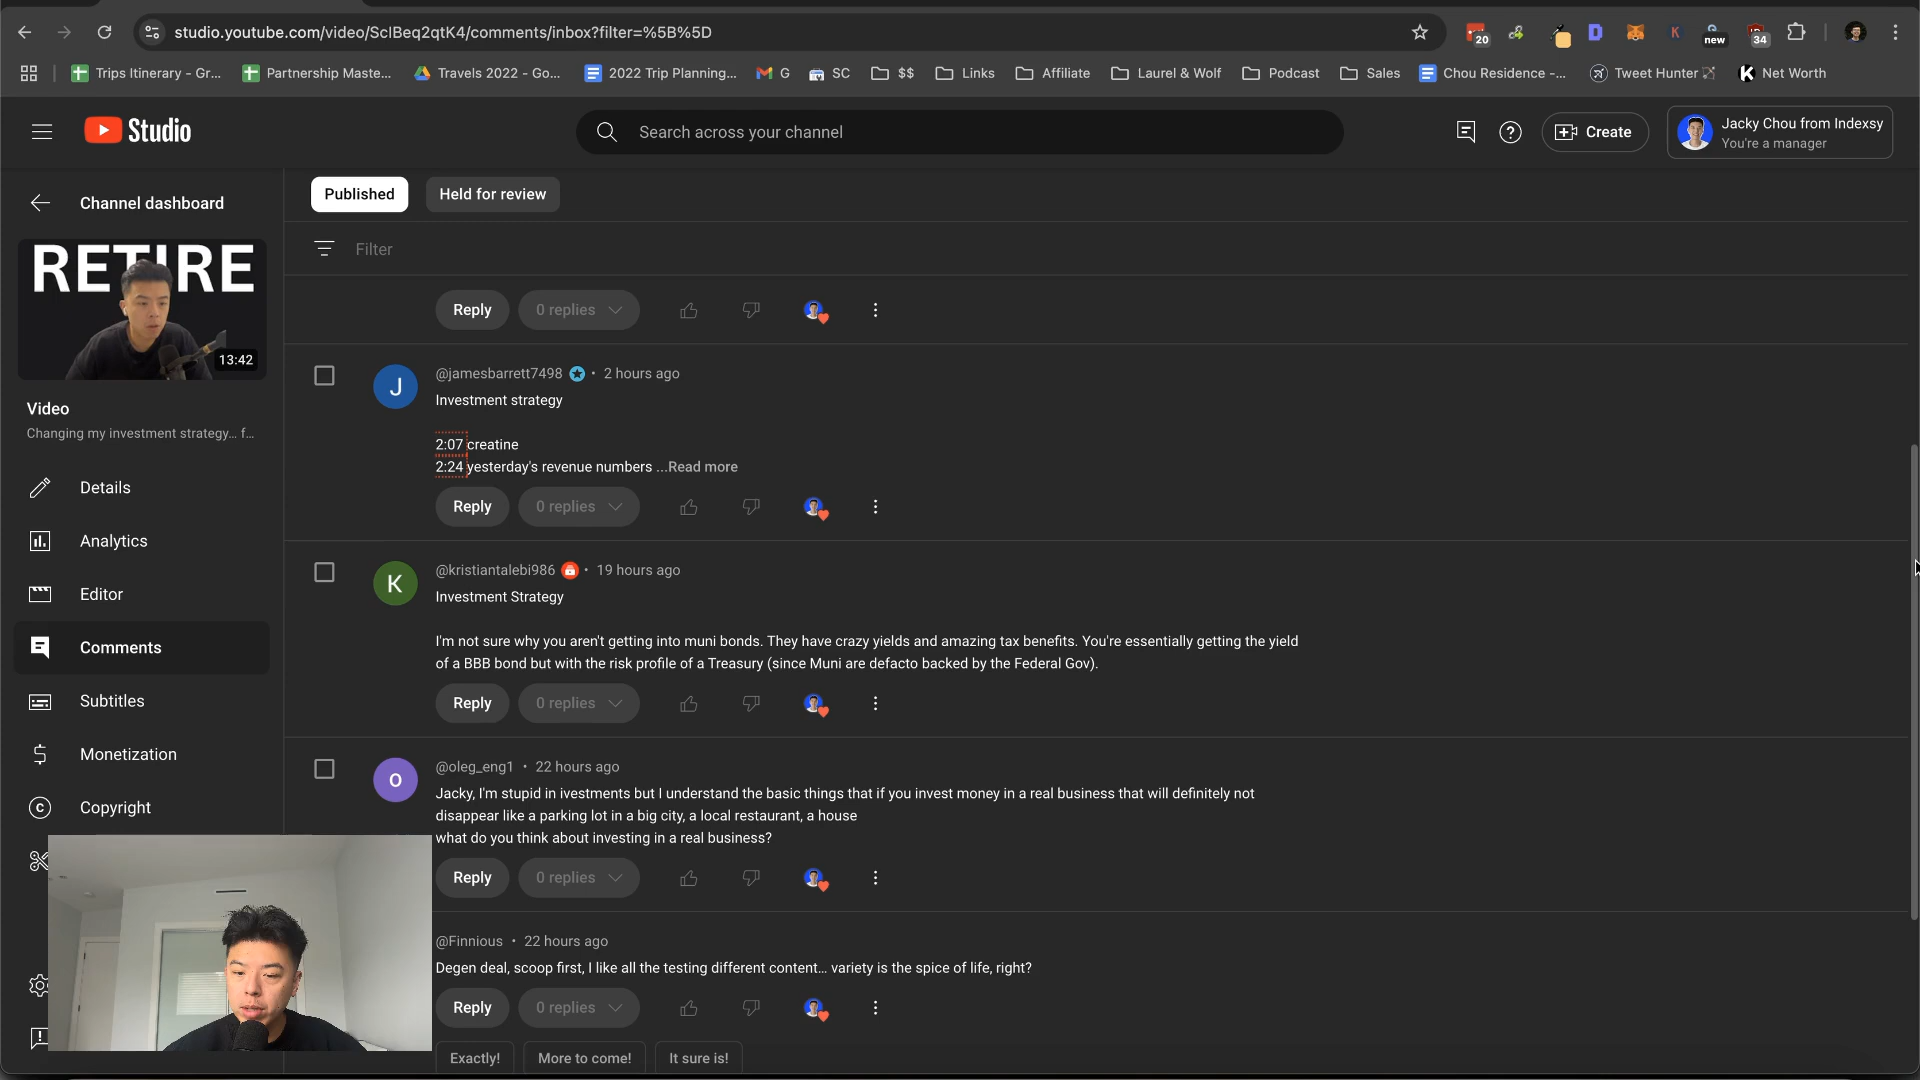 studio.youtube.com/video/ScIBeq2qtK4/comments/inbox?filter=%5B%5D
20
new
34
Trips Itinerary - Gr...
Partnership Maste...
Travels 2022 - Go...
2022 Trip Planning...
G
SC
$$
Links
Affiliate
Laurel & Wolf
Podcast
Sales
Chou Residence -...
Tweet Hunter
Net Worth
Studio
Search across your channel
Create
Jacky Chou from Indexsy
You're a manager
Channel dashboard
RETIRE
13:42
Video
Changing my investment strategy... f...
Details
Analytics
Editor
Comments
Subtitles
Monetization
Copyright
Published
Held for review
Filter
Reply
0 replies
J
@jamesbarrett7498 • 2 hours ago
Investment strategy
2:07 creatine
2:24 yesterday's revenue numbers ...Read more
Reply
0 replies
K
@kristiantalebi986 • 19 hours ago
Investment Strategy
I'm not sure why you aren't getting into muni bonds. They have crazy yields and amazing tax benefits. You're essentially getting the yield
of a BBB bond but with the risk profile of a Treasury (since Muni are defacto backed by the Federal Gov).
Reply
0 replies
O
@oleg_eng1 • 22 hours ago
Jacky, I'm stupid in ivestments but I understand the basic things that if you invest money in a real business that will definitely not
disappear like a parking lot in a big city, a local restaurant, a house
what do you think about investing in a real business?
Reply
0 replies
@Finnious • 22 hours ago
Degen deal, scoop first, I like all the testing different content... variety is the spice of life, right?
Reply
0 replies
Exactly!
More to come!
It sure is!